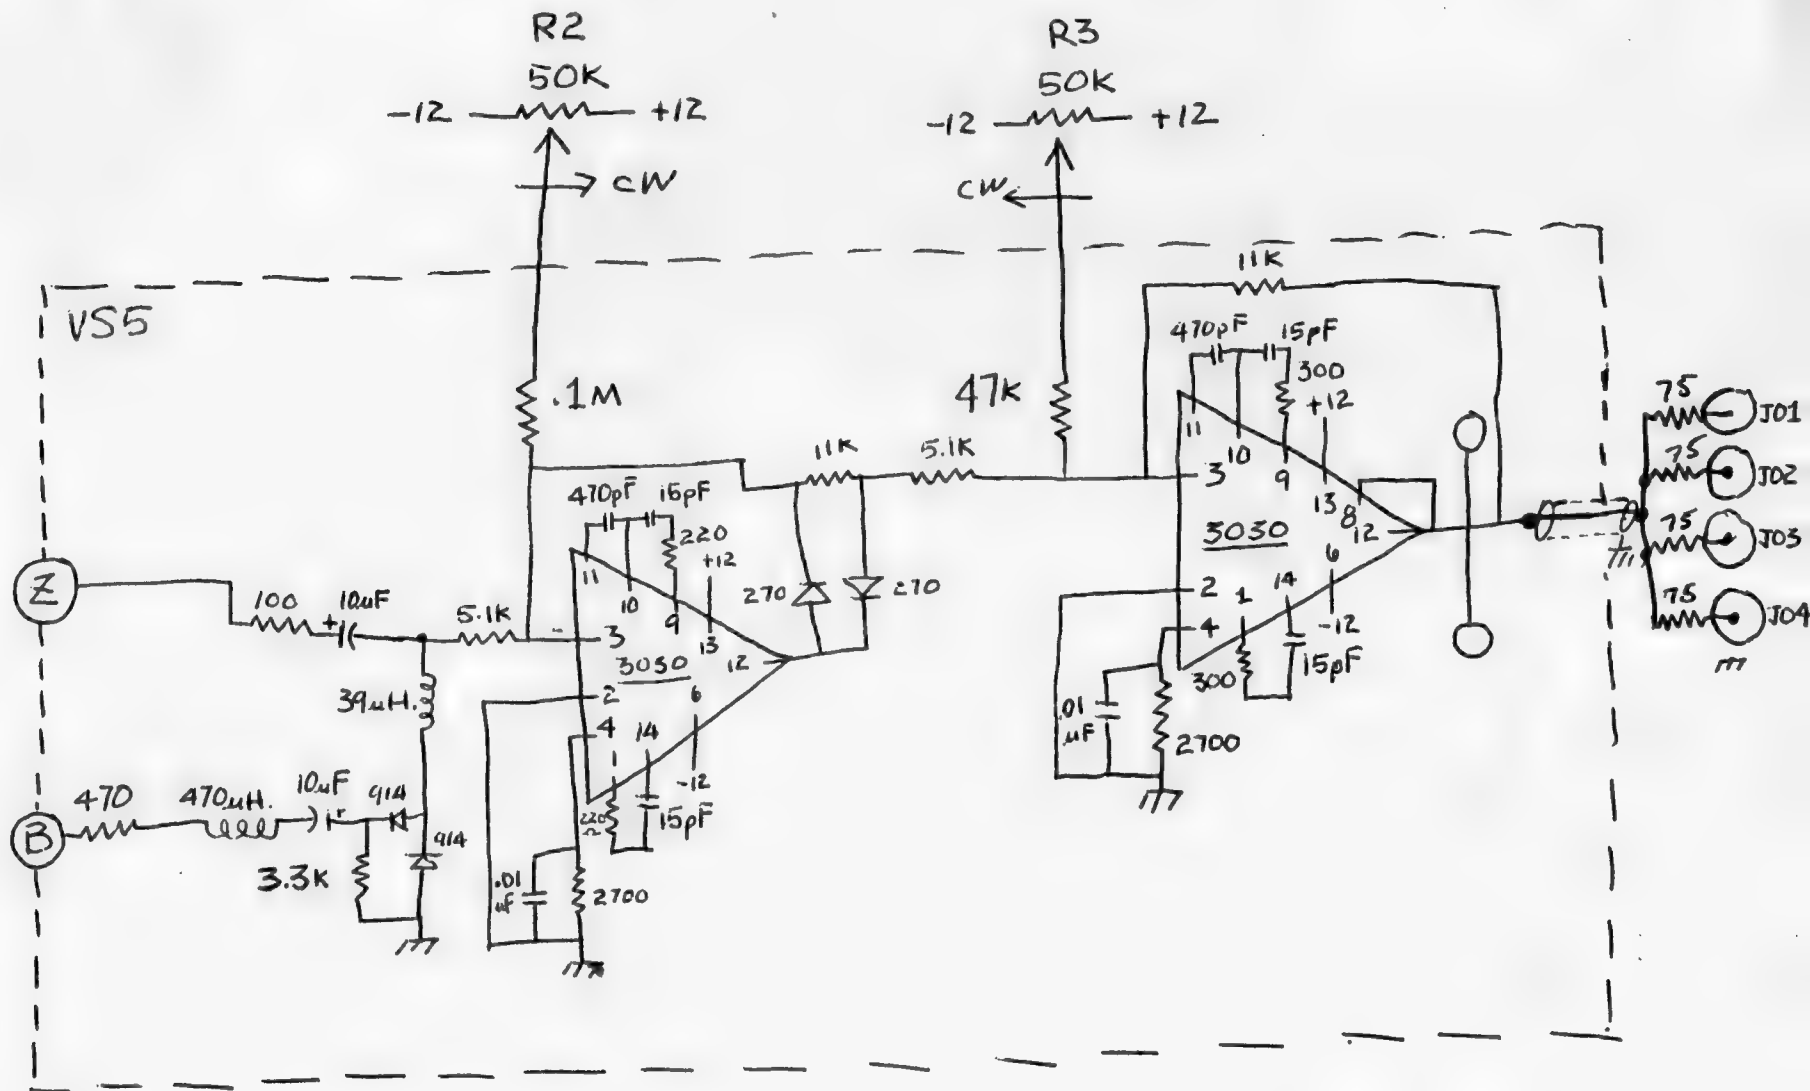 R2
50K
-12
+12
CW
R3
50K
-12
+12
CW
VS5
.1M
47K
11K
470pF
15pF
300
+12
11
10
9
13
8
12
3
3030
2
4
1
14
6
-12
300
15pF
.01
µF
2700
11K
5.1K
470pF
15pF
220
+12
11
10
9
13
12
3
-
3030
2
4
14
6
-12
220
Ω
15pF
.01
µF
2700
270
270
Z
100
+
10µF
5.1K
39µH.
B
470
470µH.
10µF
914
914
3.3K
75
J01
75
J02
75
J03
75
J04